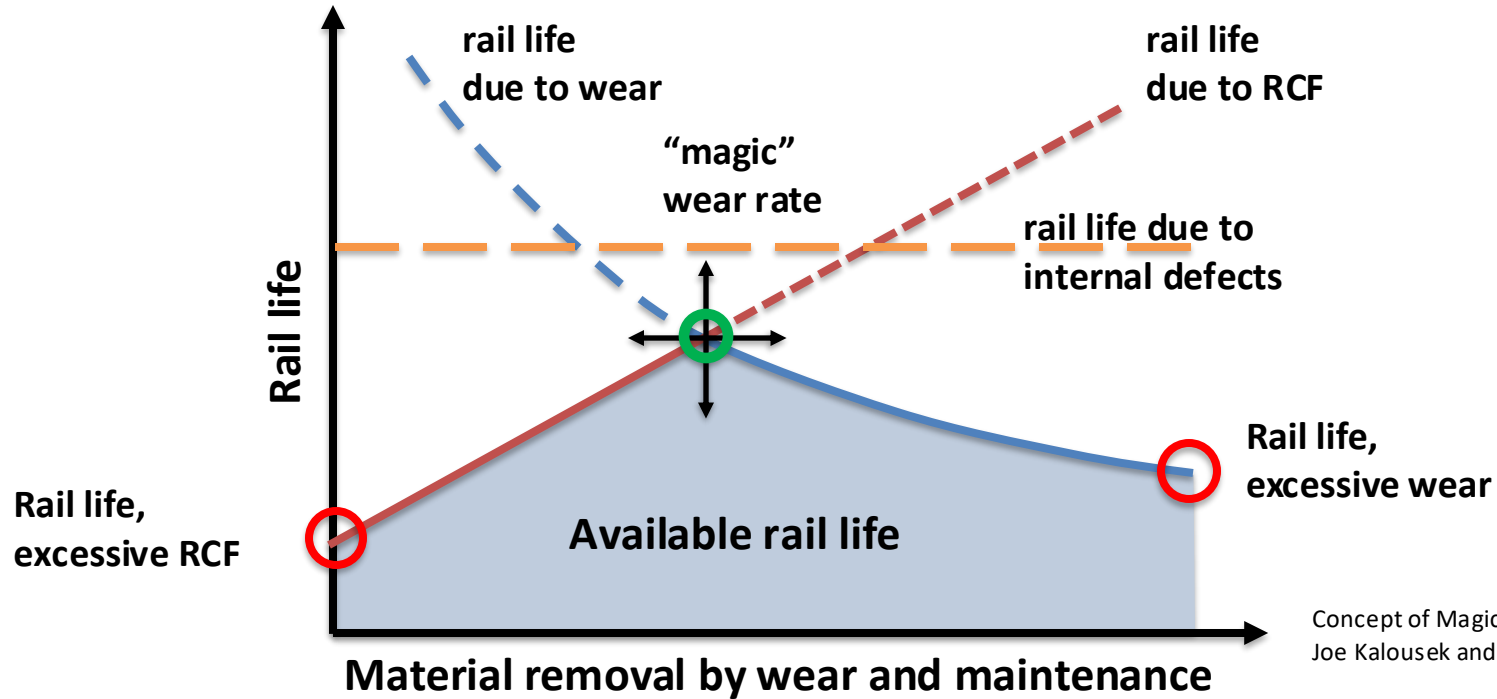 rail life
due to wear
rail life
due to RCF
“magic”
wear rate
rail life due to
internal defects
Rail life
Rail life,
excessive wear
Rail life,
excessive RCF
Available rail life
Concept of Magic
Joe Kalousek and
Material removal by wear and maintenance